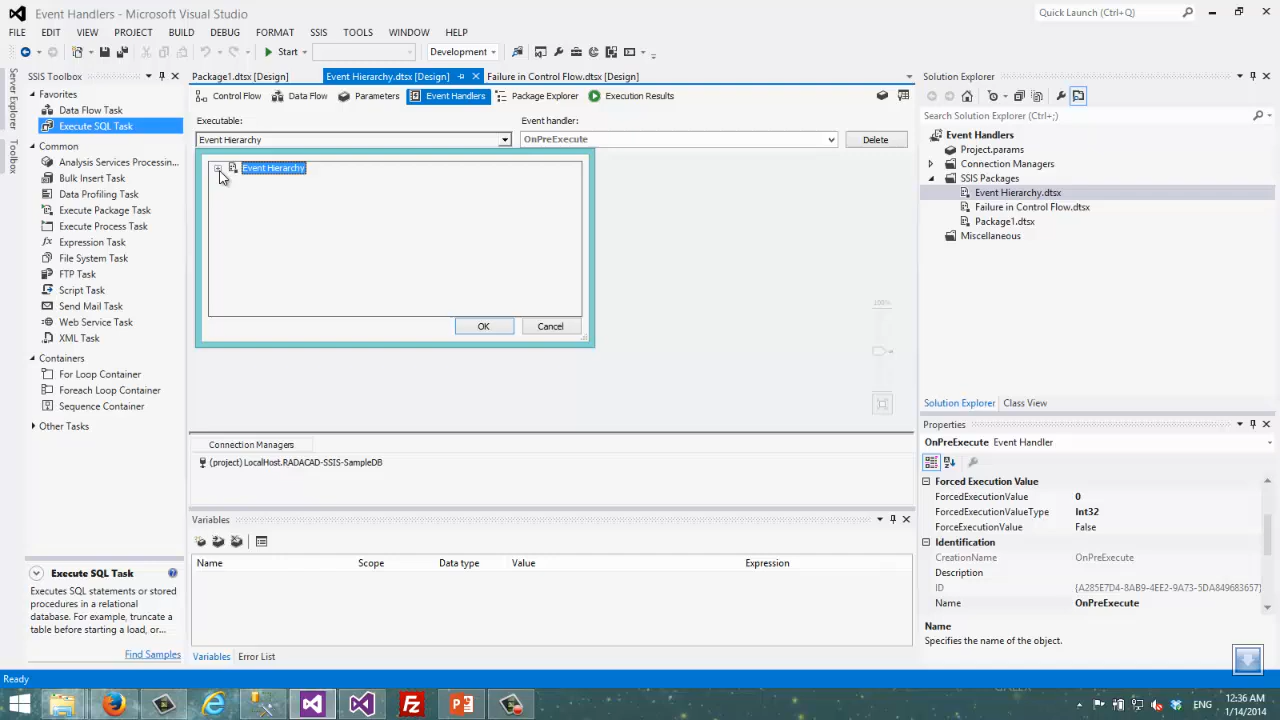 Event Handlers - Microsoft Visual Studio
Quick Launch (Ctrl+Q)
FILE EDIT VIEW PROJECT BUILD DEBUG FORMAT SSIS TOOLS WINDOW HELP
Start Development
Server Explorer
Toolbox
SSIS Toolbox
Favorites
Data Flow Task
Execute SQL Task
Common
Analysis Services Processin...
Bulk Insert Task
Data Profiling Task
Execute Package Task
Execute Process Task
Expression Task
File System Task
FTP Task
Script Task
Send Mail Task
Web Service Task
XML Task
Containers
For Loop Container
Foreach Loop Container
Sequence Container
Other Tasks
Execute SQL Task
Executes SQL statements or stored
procedures in a relational
database. For example, truncate a
table before starting a load, or...
Find Samples
Package1.dtsx [Design] Event Hierarchy.dtsx [Design] Failure in Control Flow.dtsx [Design]
Control Flow Data Flow Parameters Event Handlers Package Explorer Execution Results
Executable: Event handler:
Event Hierarchy OnPreExecute Delete
Event Hierarchy
OK Cancel
100%
Connection Managers
(project) LocalHost.RADACAD-SSIS-SampleDB
Variables
Name Scope Data type Value Expression
Variables Error List
Solution Explorer
Search Solution Explorer (Ctrl+;)
Event Handlers
Project.params
Connection Managers
SSIS Packages
Event Hierarchy.dtsx
Failure in Control Flow.dtsx
Package1.dtsx
Miscellaneous
Solution Explorer Class View
Properties
OnPreExecute Event Handler
Forced Execution Value
ForcedExecutionValue 0
ForcedExecutionValueType Int32
ForceExecutionValue False
Identification
CreationName OnPreExecute
Description
ID {A285E7D4-8AB9-4EE2-9A73-5DA849683657}
Name OnPreExecute
Name
Specifies the name of the object.
Ready
12:36 AM
1/14/2014